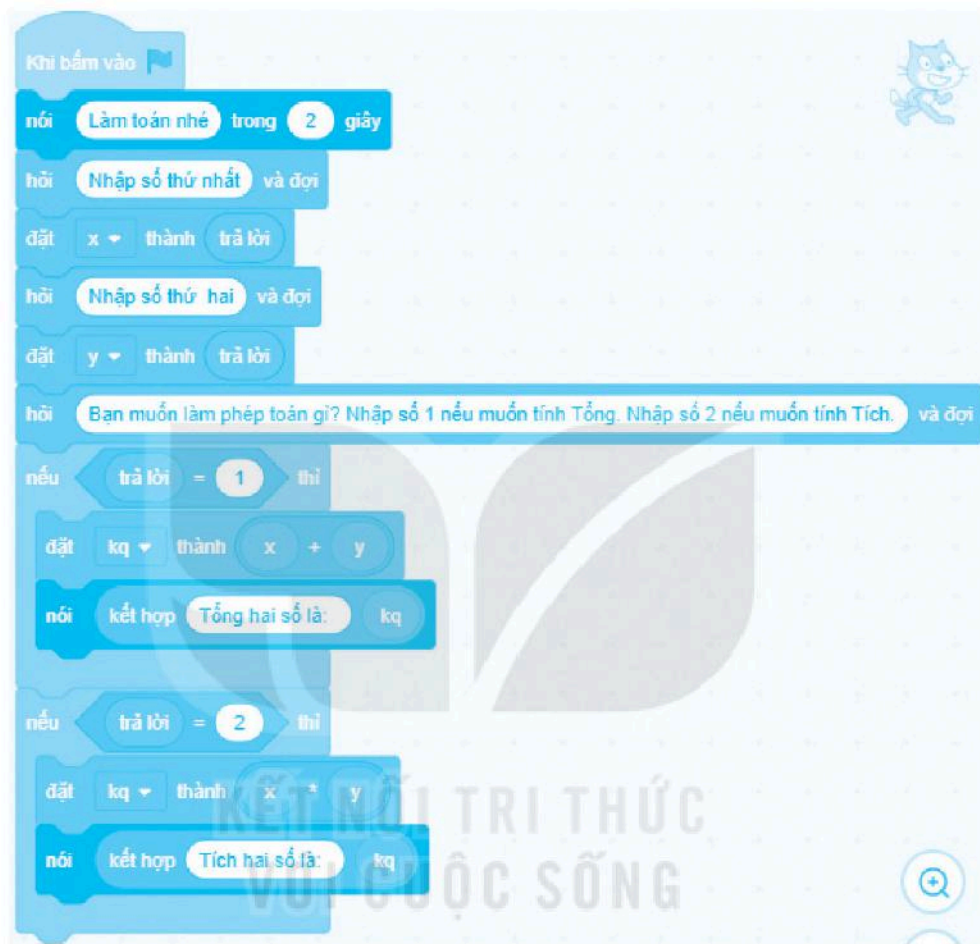 Khi bấm vào
nói Làm toán nhé trong 2 giây
hỏi Nhập số thứ nhất và đợi
đặt x thành trả lời
hỏi Nhập số thứ hai và đợi
đặt y thành trả lời
hỏi Bạn muốn làm phép toán gì? Nhập số 1 nếu muốn tính Tổng. Nhập số 2 nếu muốn tính Tích. và đợi
nếu trả lời = 1 thì
đặt kq thành x + y
nói kết hợp Tổng hai số là: kq
nếu trả lời = 2 thì
đặt kq thành x * y
nói kết hợp Tích hai số là: kq
KẾT NỐI TRI THỨC
VỚI CUỘC SỐNG